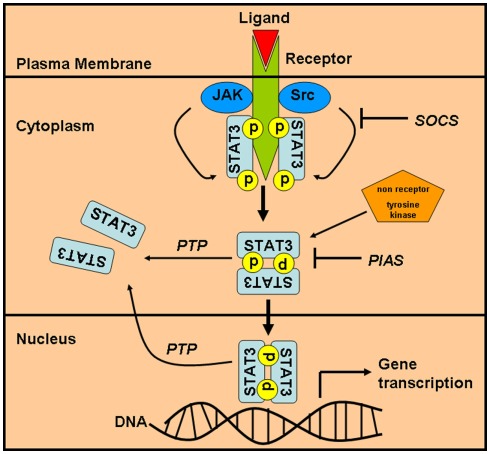 Ligand
Receptor
Plasma Membrane
JAK
Src
Cytoplasm
SOCS
p
p
STAT3
STAT3
p
p
non receptor
tyrosine
kinase
STAT3
STAT3
PTP
STAT3
p
p
STAT3
PIAS
Nucleus
PTP
STAT3
p
p
STAT3
Gene
transcription
DNA